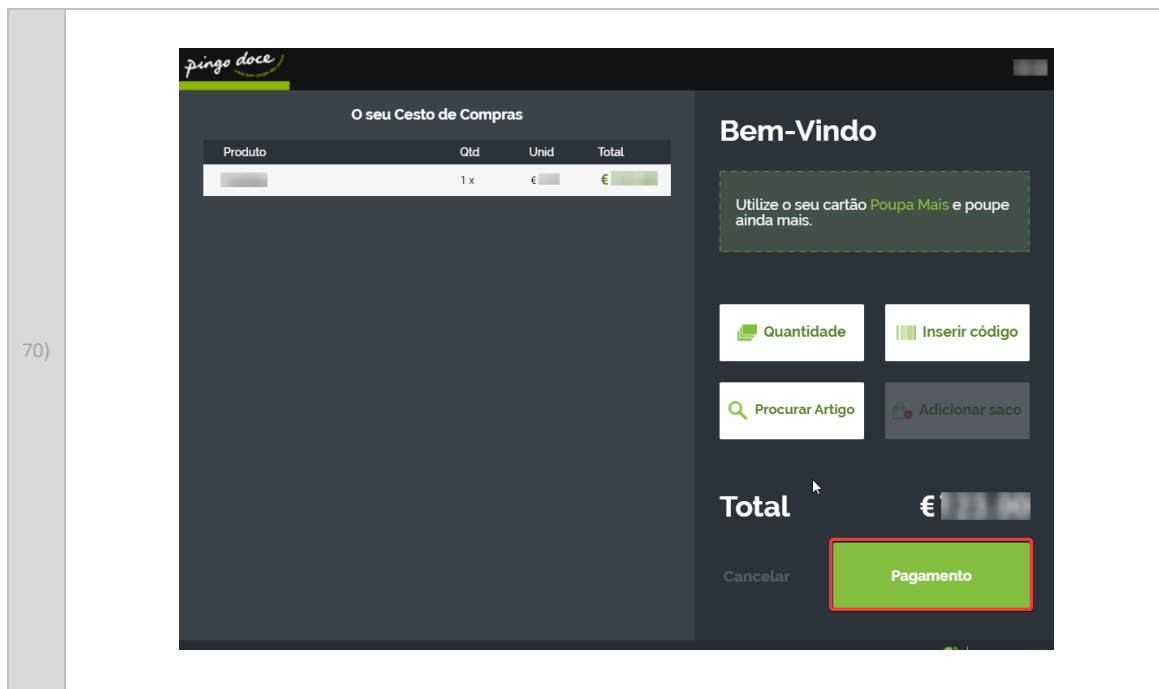 pingo doce
O seu Cesto de Compras
Bem-Vindo
Produto Qtd Unid Total
1 x € €
Utilize o seu cartão Poupa Mais e poupe
ainda mais.
70)
Quantidade
Inserir código
Procurar Artigo
Adicionar saco
Total €
Cancelar
Pagamento